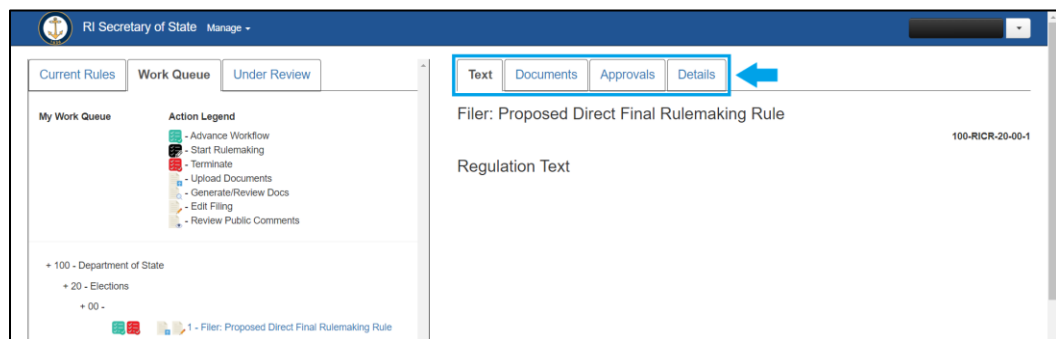 RI Secretary of State Manage
Current Rules Work Queue Under Review
My Work Queue Action Legend
- Advance Workflow
- Start Rulemaking
- Terminate
- Upload Documents
- Generate/Review Docs
- Edit Filing
- Review Public Comments
+ 100 - Department of State
+ 20 - Elections
+ 00 -
1 - Filer: Proposed Direct Final Rulemaking Rule
Text Documents Approvals Details
Filer: Proposed Direct Final Rulemaking Rule
100-RICR-20-00-1
Regulation Text